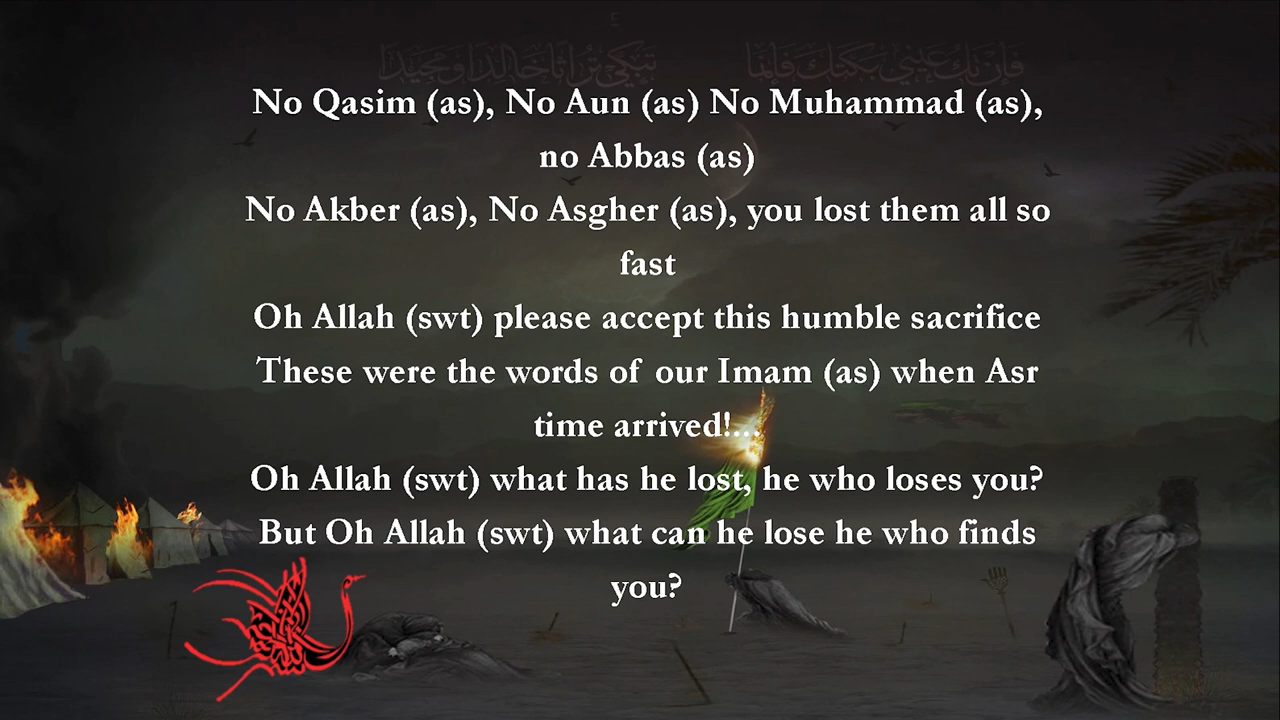 No Qasim (as), No Aun (as) No Muhammad (as),
no Abbas (as)
No Akber (as), No Asgher (as), you lost them all so
fast
Oh Allah (swt) please accept this humble sacrifice
These were the words of our Imam (as) when Asr
time arrived!...
Oh Allah (swt) what has he lost, he who loses you?
But Oh Allah (swt) what can he lose he who finds
you?